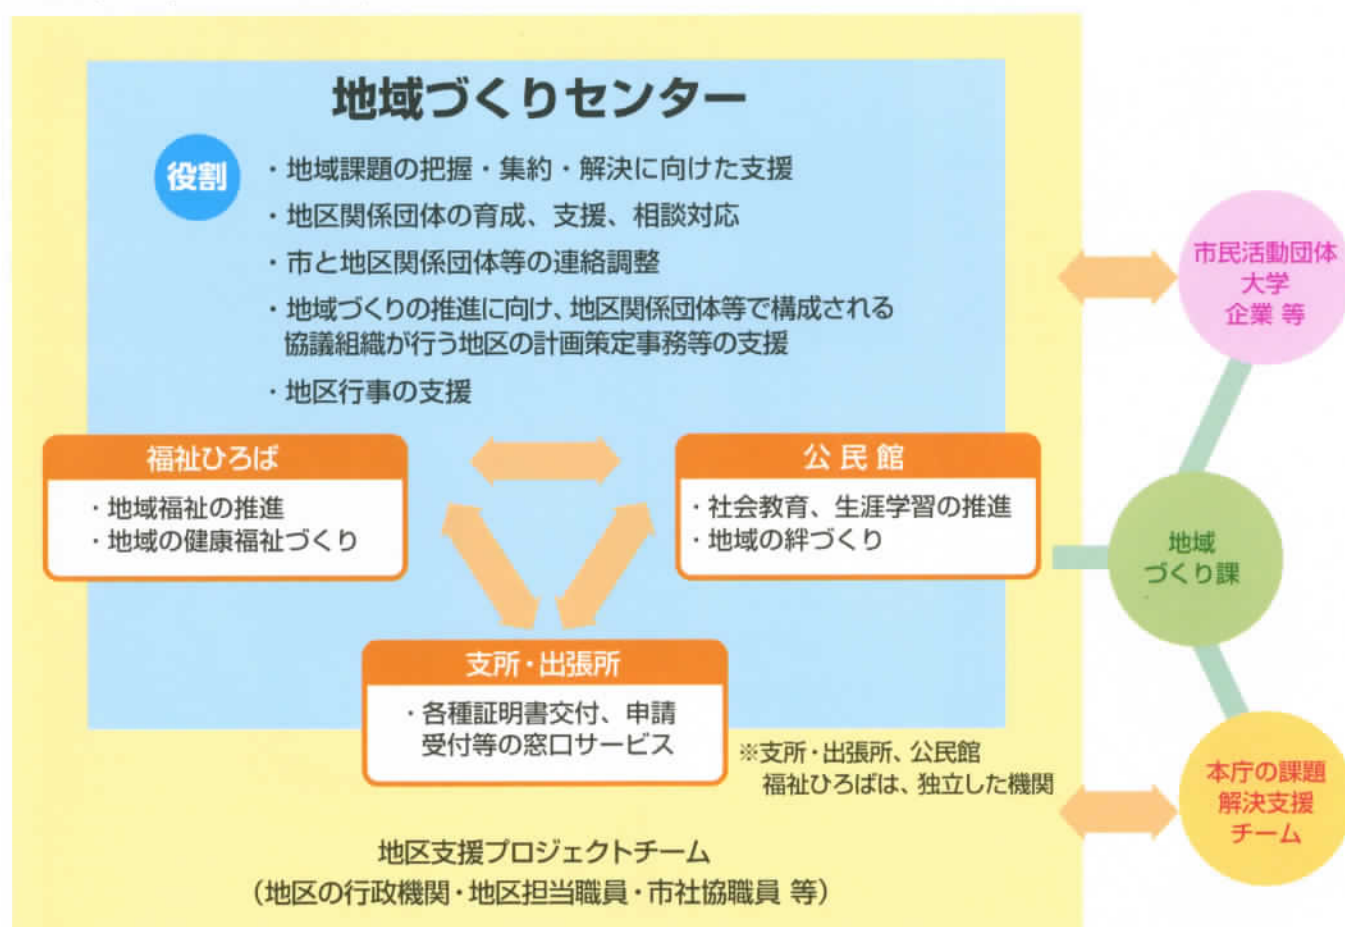 地域づくりセンター
役割
・地域課題の把握・集約・解決に向けた支援
・地区関係団体の育成、支援、相談対応
・市と地区関係団体等の連絡調整
・地域づくりの推進に向け、地区関係団体等で構成される
協議組織が行う地区の計画策定事務等の支援
・地区行事の支援
福祉ひろば
・地域福祉の推進
・地域の健康福祉づくり
公民館
・社会教育、生涯学習の推進
・地域の絆づくり
支所・出張所
・各種証明書交付、申請
受付等の窓口サービス
※支所・出張所、公民館
福祉ひろばは、独立した機関
地区支援プロジェクトチーム
（地区の行政機関・地区担当職員・市社協職員 等）
市民活動団体
大学
企業 等
地域
づくり課
本庁の課題
解決支援
チーム